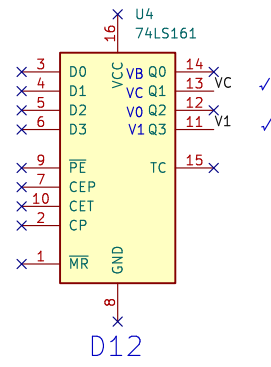 U4
74LS161
16
VCC
3 D0 VB Q0 14
4 D1 VC Q1 13 VC ✓
5 D2 V0 Q2 12
6 D3 V1 Q3 11 V1 ✓
9 PE TC 15
7 CEP
10 CET
2 CP
1 MR
GND
8
D12